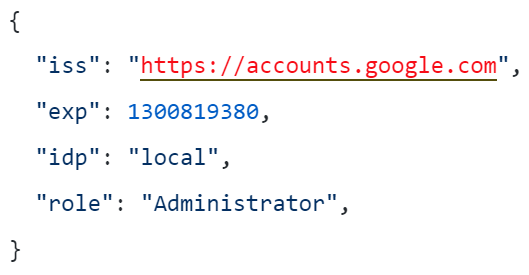 {
"iss": "https://accounts.google.com",
"exp": 1300819380,
"idp": "local",
"role": "Administrator",
}